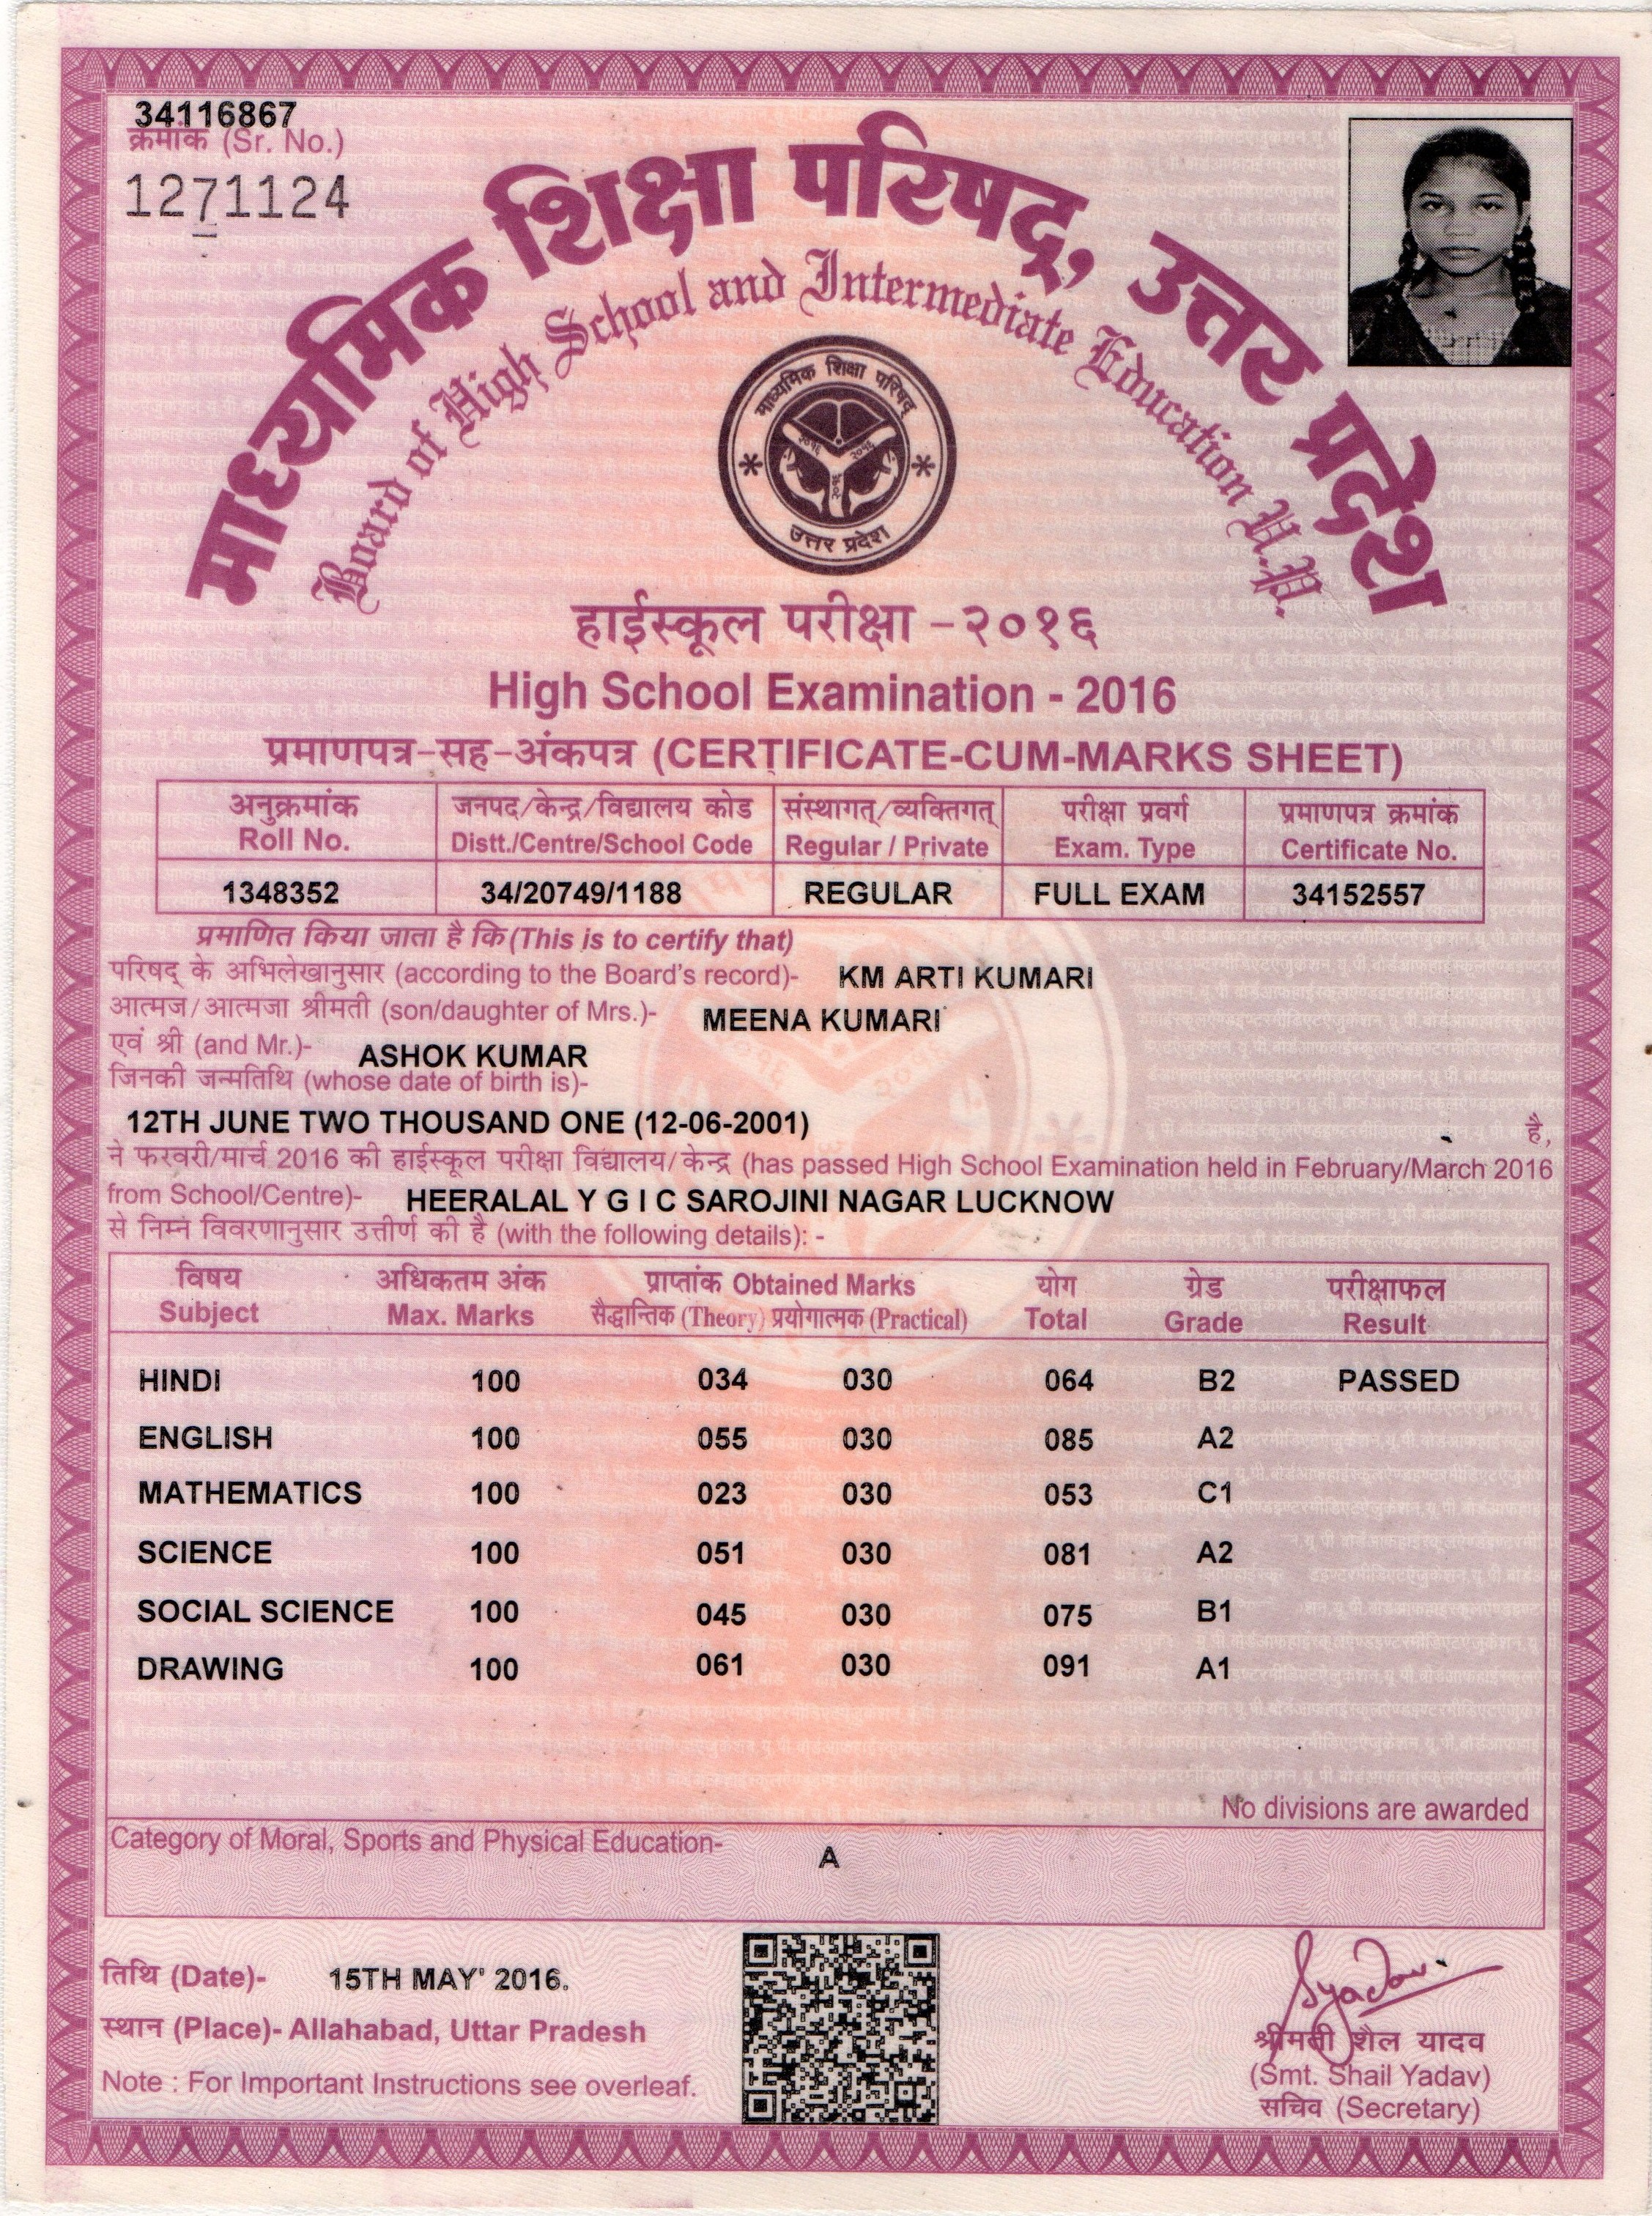 34116867
क्रमांक (Sr. No.)
1271124
माध्यमिक शिक्षा परिषद्, उत्तर प्रदेश
Board of High School and Intermediate Education U.P.
माध्यमिक शिक्षा परिषद्
२०१६ २०१६
२०१६
उत्तर प्रदेश
हाईस्कूल परीक्षा -२०१६
High School Examination - 2016
प्रमाणपत्र-सह-अंकपत्र (CERTIFICATE-CUM-MARKS SHEET)
अनुक्रमांक जनपद/केन्द्र/विद्यालय कोड संस्थागत्/व्यक्तिगत् परीक्षा प्रवर्ग प्रमाणपत्र क्रमांक
Roll No. Distt./Centre/School Code Regular / Private Exam. Type Certificate No.
1348352 34/20749/1188 REGULAR FULL EXAM 34152557
प्रमाणित किया जाता है कि (This is to certify that)
परिषद् के अभिलेखानुसार (according to the Board's record)- KM ARTI KUMARI
आत्मज/आत्मजा श्रीमती (son/daughter of Mrs.)- MEENA KUMARI
एवं श्री (and Mr.)- ASHOK KUMAR
जिनकी जन्मतिथि (whose date of birth is)-
12TH JUNE TWO THOUSAND ONE (12-06-2001) है,
ने फरवरी/मार्च 2016 की हाईस्कूल परीक्षा विद्यालय/केन्द्र (has passed High School Examination held in February/March 2016
from School/Centre)- HEERALAL Y G I C SAROJINI NAGAR LUCKNOW
से निम्न विवरणानुसार उत्तीर्ण की है (with the following details): -
विषय अधिकतम अंक प्राप्तांक Obtained Marks योग ग्रेड परीक्षाफल
Subject Max. Marks सैद्धान्तिक (Theory) प्रयोगात्मक (Practical) Total Grade Result
HINDI 100 034 030 064 B2 PASSED
ENGLISH 100 055 030 085 A2
MATHEMATICS 100 023 030 053 C1
SCIENCE 100 051 030 081 A2
SOCIAL SCIENCE 100 045 030 075 B1
DRAWING 100 061 030 091 A1
No divisions are awarded
Category of Moral, Sports and Physical Education- A
तिथि (Date)- 15TH MAY' 2016.
स्थान (Place)- Allahabad, Uttar Pradesh
Note : For Important Instructions see overleaf.
Syadav
श्रीमती शैल यादव
(Smt. Shail Yadav)
सचिव (Secretary)